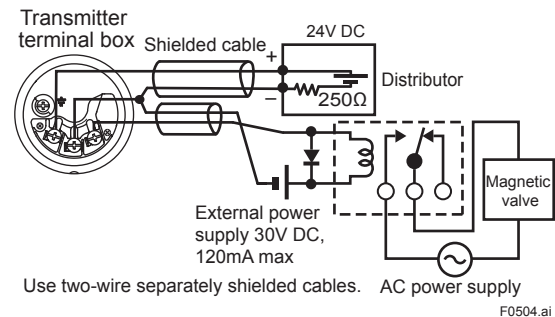 Transmitter
terminal box
Shielded cable
24V DC
+
−
250Ω
Distributor
Magnetic
valve
External power
supply 30V DC,
120mA max
Use two-wire separately shielded cables.
AC power supply
F0504.ai